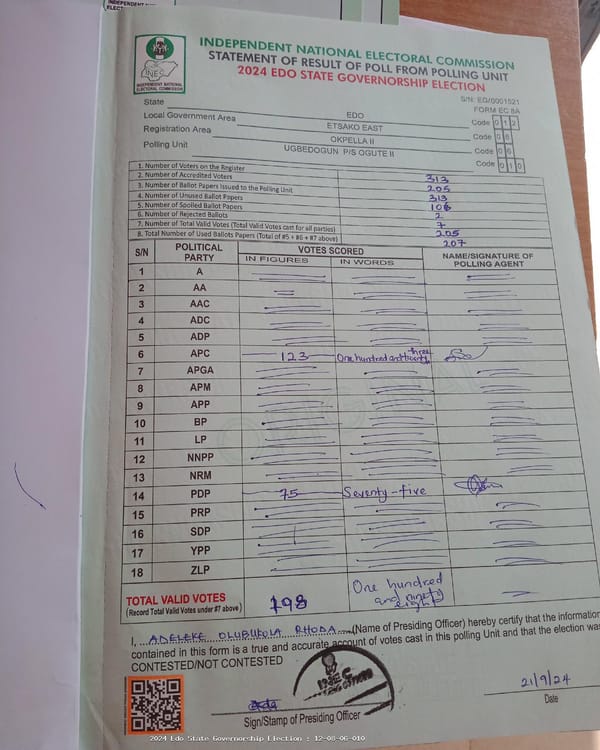 INDEPENDENT NATIONAL ELECTORAL COMMISSION
STATEMENT OF RESULT OF POLL FROM POLLING UNIT
2024 EDO STATE GOVERNORSHIP ELECTION
INEC
INDEPENDENT NATIONAL
ELECTORAL COMMISSION
S/N: EG/0001521
FORM EC 8A
State EDO Code 012
Local Government Area ETSAKO EAST Code 08
Registration Area OKPELLA II Code 06
Polling Unit UGBEDOGUN P/S OGUTE II Code 010
1. Number of Voters on the Register 313
2. Number of Accredited Voters 205
3. Number of Ballot Papers Issued to the Polling Unit 313
4. Number of Unused Ballot Papers 106
5. Number of Spoiled Ballot Papers 2
6. Number of Rejected Ballots 7
7. Number of Total Valid Votes (Total Valid Votes cast for all parties) 205
8. Total Number of Used Ballots Papers (Total of #5 + #6 + #7 above) 207
S/N POLITICAL PARTY VOTES SCORED NAME/SIGNATURE OF POLLING AGENT
IN FIGURES IN WORDS
1 A
2 AA
3 AAC
4 ADC
5 ADP
6 APC 123 One hundred and twenty three
7 APGA
8 APM
9 APP
10 BP
11 LP
12 NNPP
13 NRM
14 PDP 75 Seventy-five
15 PRP
16 SDP
17 YPP
18 ZLP
TOTAL VALID VOTES 198 One hundred and ninety eight
(Record Total Valid Votes under #7 above)
I, ADELEKE OLUBUKOLA RHODA (Name of Presiding Officer) hereby certify that the information
contained in this form is a true and accurate account of votes cast in this polling Unit and that the election was
CONTESTED/NOT CONTESTED
INEC
21/9/24
Sign/Stamp of Presiding Officer
Date
2024 Edo State Governorship Election : 12-08-06-010